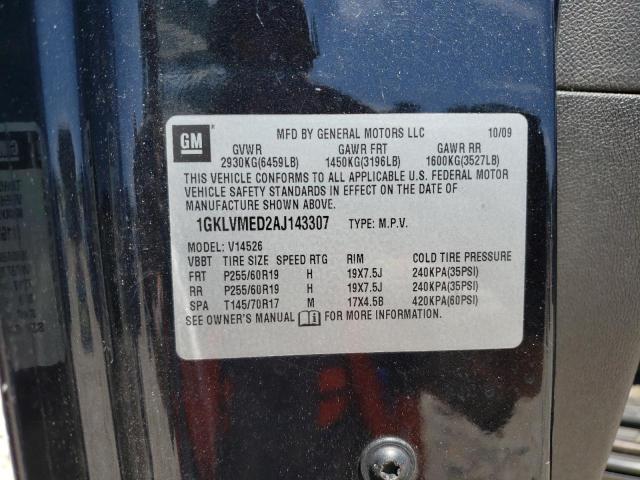 GM
MFD BY GENERAL MOTORS LLC 10/09
GVWR GAWR FRT GAWR RR
2930KG(6459LB) 1450KG(3196LB) 1600KG(3527LB)
THIS VEHICLE CONFORMS TO ALL APPLICABLE U.S. FEDERAL MOTOR
VEHICLE SAFETY STANDARDS IN EFFECT ON THE DATE OF
MANUFACTURE SHOWN ABOVE.
1GKLVMED2AJ143307 TYPE: M.P.V.
MODEL: V14526
VBBT TIRE SIZE SPEED RTG RIM COLD TIRE PRESSURE
FRT P255/60R19 H 19X7.5J 240KPA(35PSI)
RR P255/60R19 H 19X7.5J 240KPA(35PSI)
SPA T145/70R17 M 17X4.5B 420KPA(60PSI)
SEE OWNER'S MANUAL FOR MORE INFORMATION.